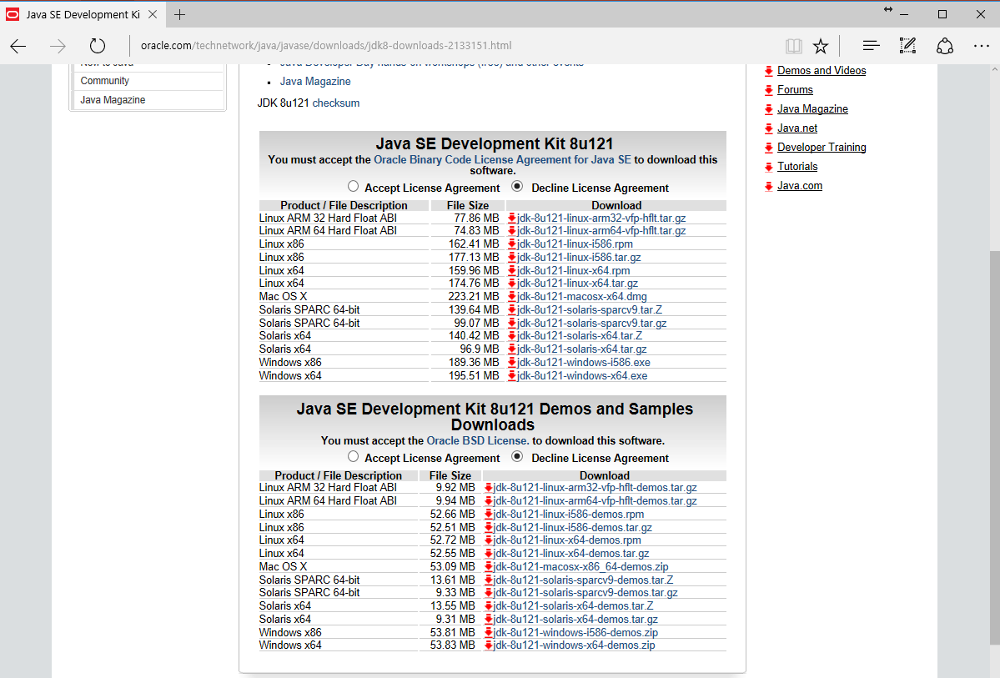 Java SE Development Ki
oracle.com/technetwork/java/javase/downloads/jdk8-downloads-2133151.html
New to Java
Community
Java Magazine
Java Developer Day hands-on workshops (free) and other events
Java Magazine
JDK 8u121 checksum
Java SE Development Kit 8u121
You must accept the Oracle Binary Code License Agreement for Java SE to download this
software.
Accept License Agreement Decline License Agreement
Product / File Description File Size Download
Linux ARM 32 Hard Float ABI 77.86 MB jdk-8u121-linux-arm32-vfp-hflt.tar.gz
Linux ARM 64 Hard Float ABI 74.83 MB jdk-8u121-linux-arm64-vfp-hflt.tar.gz
Linux x86 162.41 MB jdk-8u121-linux-i586.rpm
Linux x86 177.13 MB jdk-8u121-linux-i586.tar.gz
Linux x64 159.96 MB jdk-8u121-linux-x64.rpm
Linux x64 174.76 MB jdk-8u121-linux-x64.tar.gz
Mac OS X 223.21 MB jdk-8u121-macosx-x64.dmg
Solaris SPARC 64-bit 139.64 MB jdk-8u121-solaris-sparcv9.tar.Z
Solaris SPARC 64-bit 99.07 MB jdk-8u121-solaris-sparcv9.tar.gz
Solaris x64 140.42 MB jdk-8u121-solaris-x64.tar.Z
Solaris x64 96.9 MB jdk-8u121-solaris-x64.tar.gz
Windows x86 189.36 MB jdk-8u121-windows-i586.exe
Windows x64 195.51 MB jdk-8u121-windows-x64.exe
Java SE Development Kit 8u121 Demos and Samples
Downloads
You must accept the Oracle BSD License. to download this software.
Accept License Agreement Decline License Agreement
Product / File Description File Size Download
Linux ARM 32 Hard Float ABI 9.92 MB jdk-8u121-linux-arm32-vfp-hflt-demos.tar.gz
Linux ARM 64 Hard Float ABI 9.94 MB jdk-8u121-linux-arm64-vfp-hflt-demos.tar.gz
Linux x86 52.66 MB jdk-8u121-linux-i586-demos.rpm
Linux x86 52.51 MB jdk-8u121-linux-i586-demos.tar.gz
Linux x64 52.72 MB jdk-8u121-linux-x64-demos.rpm
Linux x64 52.55 MB jdk-8u121-linux-x64-demos.tar.gz
Mac OS X 53.09 MB jdk-8u121-macosx-x86_64-demos.zip
Solaris SPARC 64-bit 13.61 MB jdk-8u121-solaris-sparcv9-demos.tar.Z
Solaris SPARC 64-bit 9.33 MB jdk-8u121-solaris-sparcv9-demos.tar.gz
Solaris x64 13.55 MB jdk-8u121-solaris-x64-demos.tar.Z
Solaris x64 9.31 MB jdk-8u121-solaris-x64-demos.tar.gz
Windows x86 53.81 MB jdk-8u121-windows-i586-demos.zip
Windows x64 53.83 MB jdk-8u121-windows-x64-demos.zip
Demos and Videos
Forums
Java Magazine
Java.net
Developer Training
Tutorials
Java.com